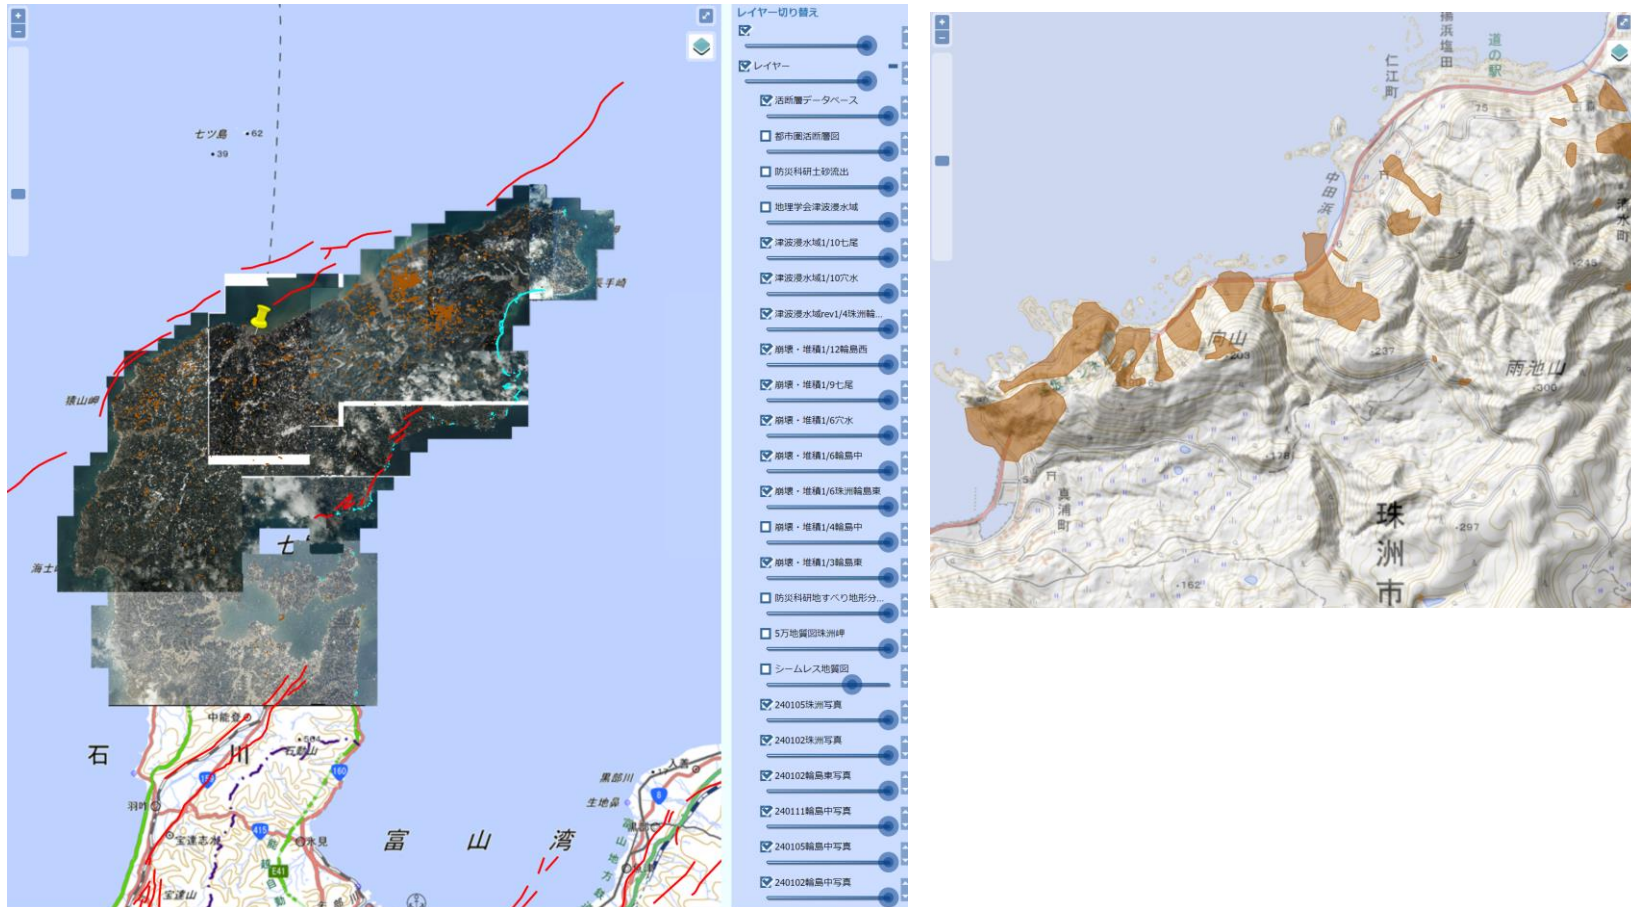 七ツ島
・62
・39
長手崎
猿山岬
海士
七
中能登
石
川
石動山
160
羽咋
415
宝達志水
氷見
E41
宝達山
富山湾
黒部川
入善
生地鼻
8
レイヤー切り替え
レイヤー
活断層データベース
都市圏活断層図
防災科研土砂流出
地理学会津波浸水域
津波浸水域1/10七尾
津波浸水域1/10穴水
津波浸水域rev1/4珠洲輪...
崩壊・堆積1/12輪島西
崩壊・堆積1/9七尾
崩壊・堆積1/6穴水
崩壊・堆積1/6輪島中
崩壊・堆積1/6珠洲輪島東
崩壊・堆積1/4輪島中
崩壊・堆積1/3輪島東
防災科研地すべり地形分...
5万地質図珠洲岬
シームレス地質図
240105珠洲写真
240102珠洲写真
240102輪島東写真
240111輪島中写真
240105輪島中写真
240102輪島中写真
浜塩田
道の駅
仁江町
75
中田浜
清水町
・245
向山
・203
・237
雨池山
・300
・178
真浦町
珠洲市
・297
・162